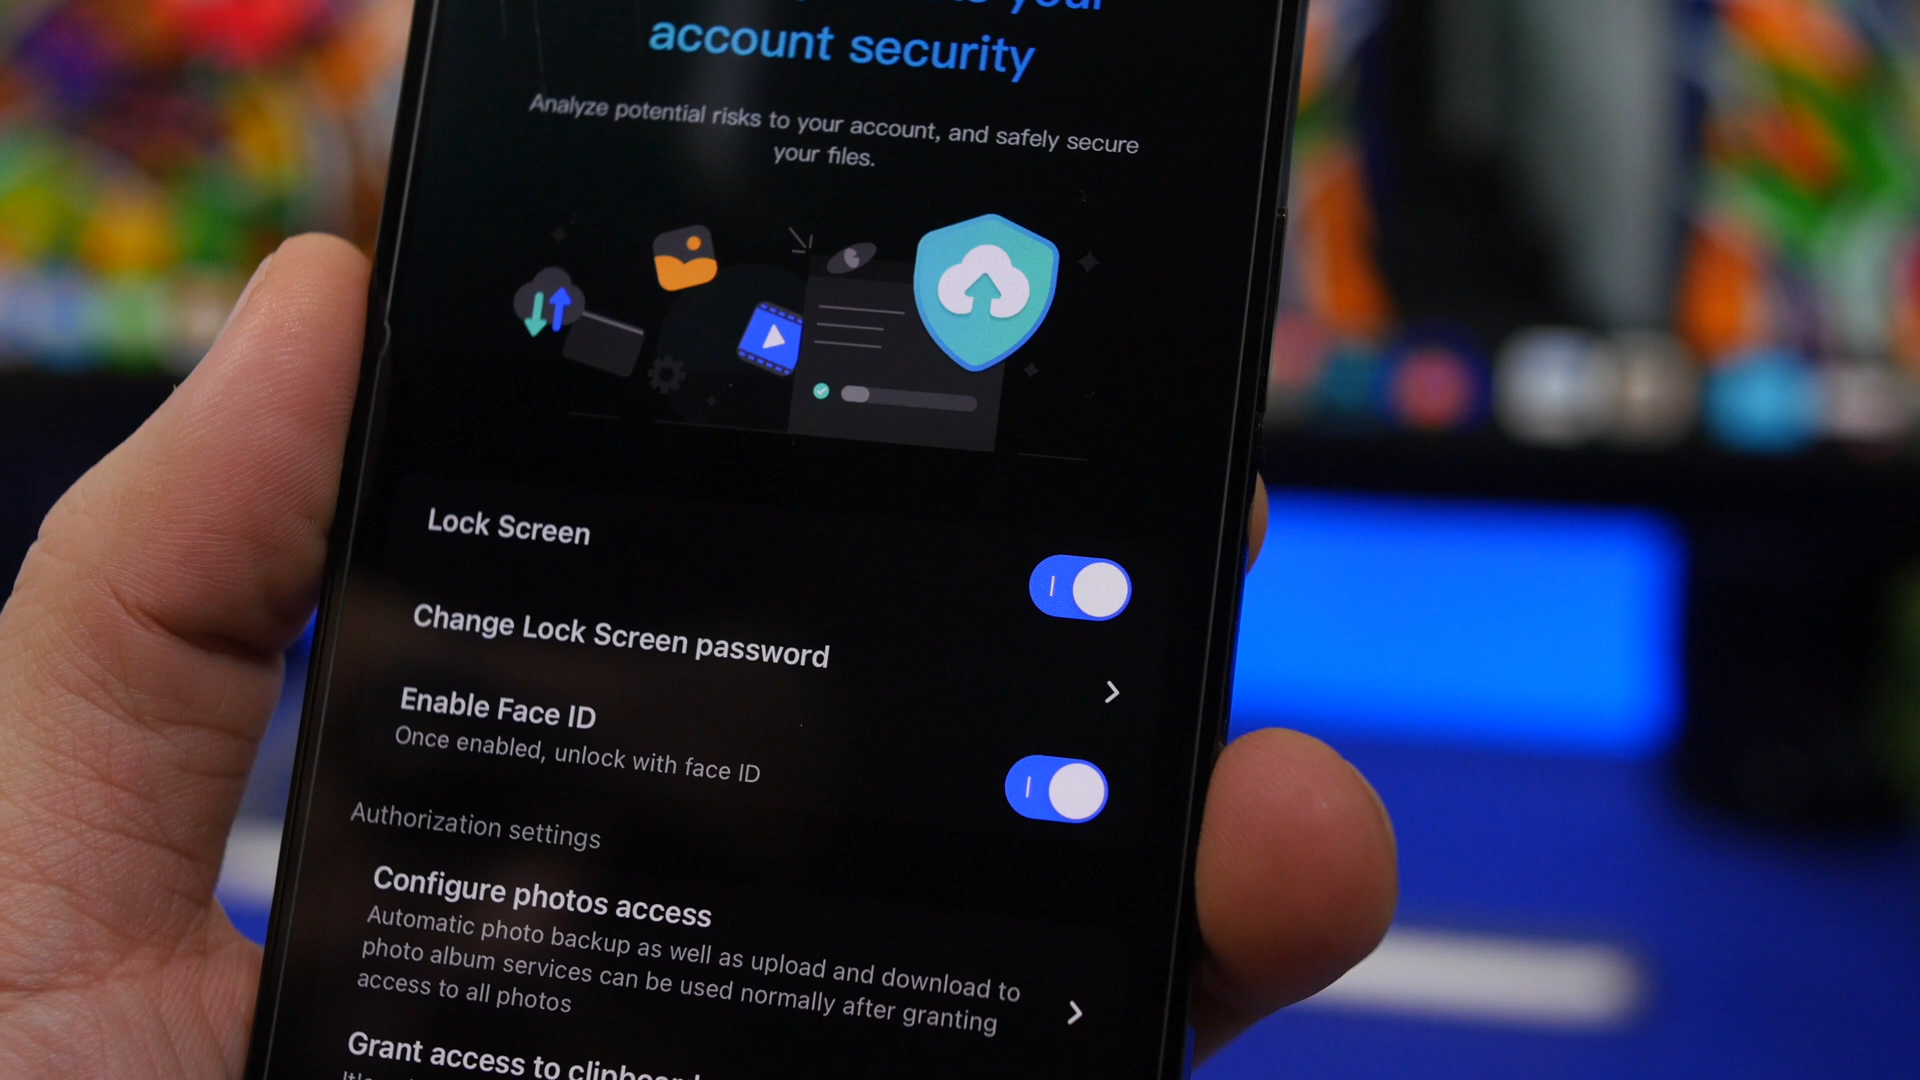 your
account security
Analyze potential risks to your account, and safely secure
your files.
Lock Screen
Change Lock Screen password
Enable Face ID
Once enabled, unlock with face ID
Authorization settings
Configure photos access
Automatic photo backup as well as upload and download to
photo album services can be used normally after granting
access to all photos
Grant access to